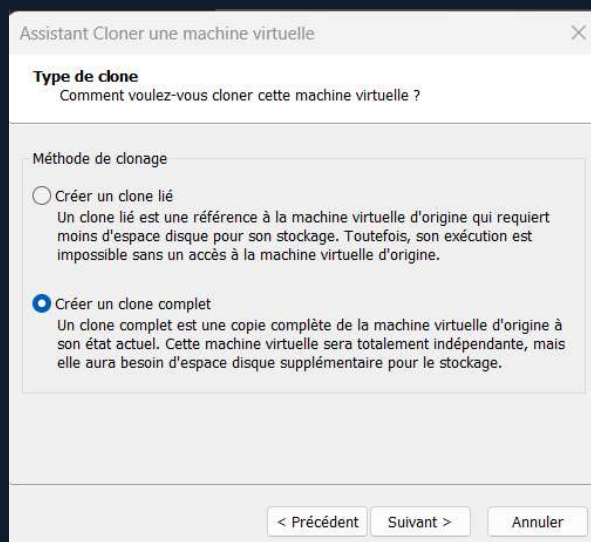 Assistant Cloner une machine virtuelle
Type de clone
Comment voulez-vous cloner cette machine virtuelle ?
Méthode de clonage
Créer un clone lié
Un clone lié est une référence à la machine virtuelle d'origine qui requiert
moins d'espace disque pour son stockage. Toutefois, son exécution est
impossible sans un accès à la machine virtuelle d'origine.
Créer un clone complet
Un clone complet est une copie complète de la machine virtuelle d'origine à
son état actuel. Cette machine virtuelle sera totalement indépendante, mais
elle aura besoin d'espace disque supplémentaire pour le stockage.
< Précédent Suivant > Annuler